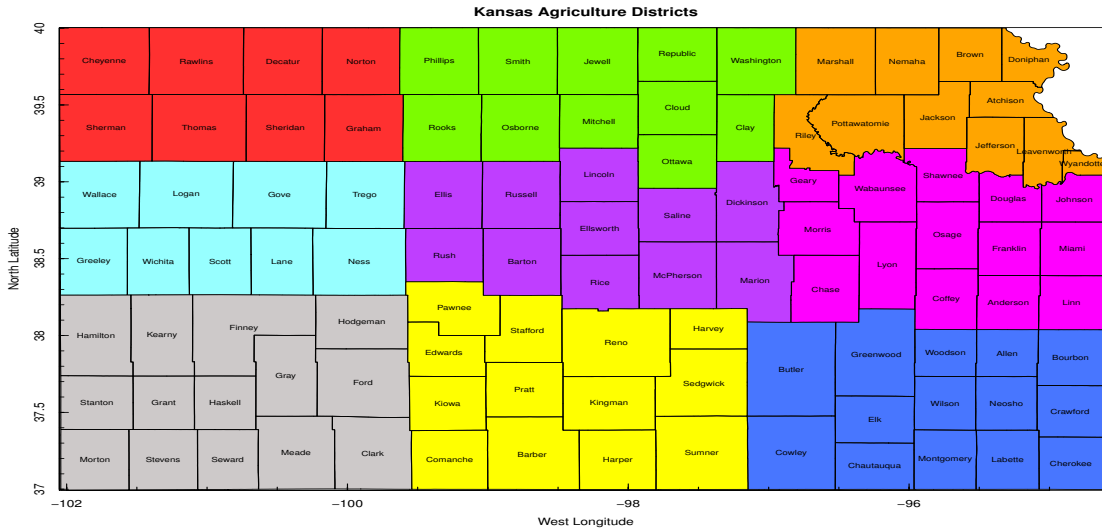 Kansas Agriculture Districts
40
Cheyenne Rawlins Decatur Norton Phillips Smith Jewell Republic Washington Marshall Nemaha Brown Doniphan
39.5
Sherman Thomas Sheridan Graham Rooks Osborne Mitchell Cloud Clay Riley Pottawatomie Jackson Atchison
Ottawa Jefferson Leavenworth Wyandotte
39
Wallace Logan Gove Trego Ellis Russell Lincoln Saline Dickinson Geary Wabaunsee Shawnee Douglas Johnson
38.5
Greeley Wichita Scott Lane Ness Rush Barton Ellsworth McPherson Marion Morris Lyon Osage Franklin Miami
Rice Chase Coffey Anderson Linn
38
Hamilton Kearny Finney Hodgeman Pawnee Stafford Reno Harvey Butler Greenwood Woodson Allen Bourbon
Gray Ford Edwards Pratt Sedgwick
37.5
Stanton Grant Haskell Kiowa Kingman Elk Wilson Neosho Crawford
Morton Stevens Seward Meade Clark Comanche Barber Harper Sumner Cowley Chautauqua Montgomery Labette Cherokee
37
North Latitude
−102 −100 −98 −96
West Longitude